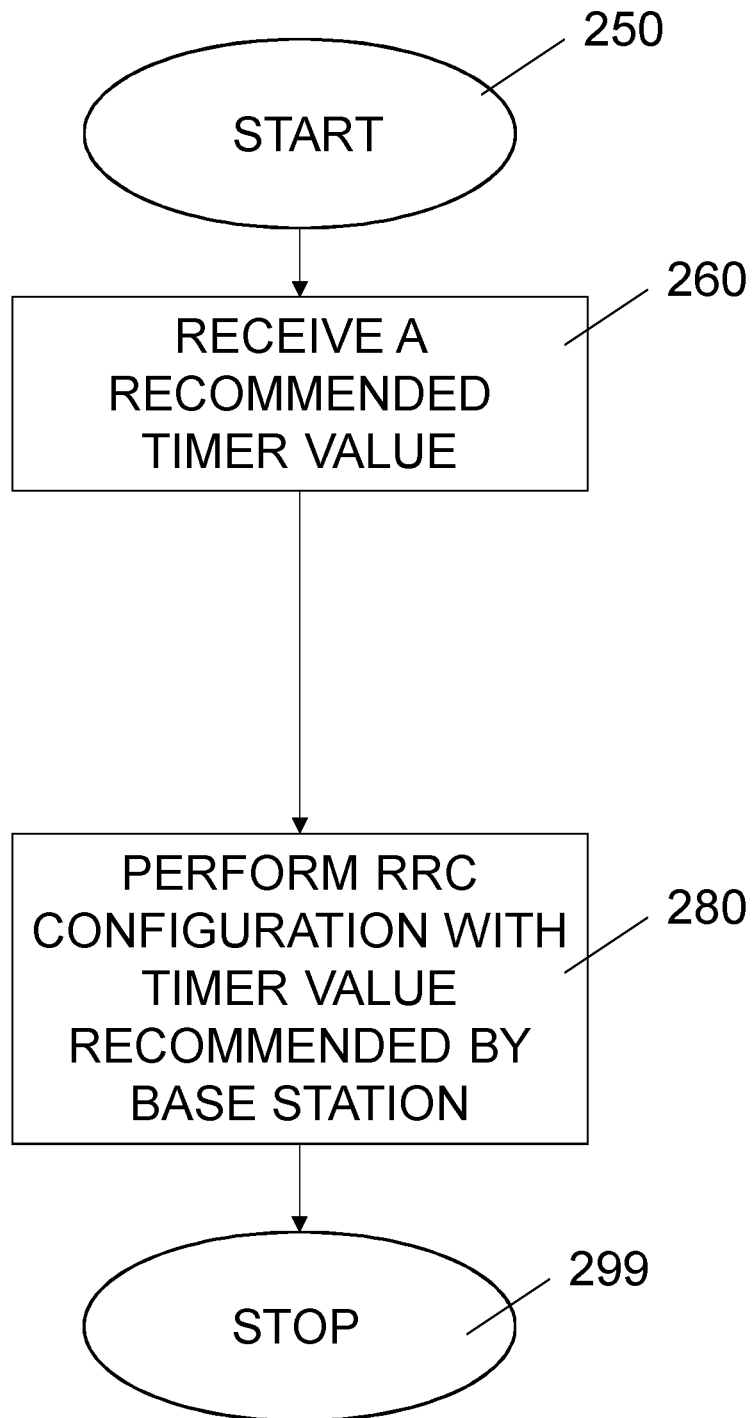 250
START
260
RECEIVE A
RECOMMENDED
TIMER VALUE
PERFORM RRC
CONFIGURATION WITH
TIMER VALUE
RECOMMENDED BY
BASE STATION
280
299
STOP